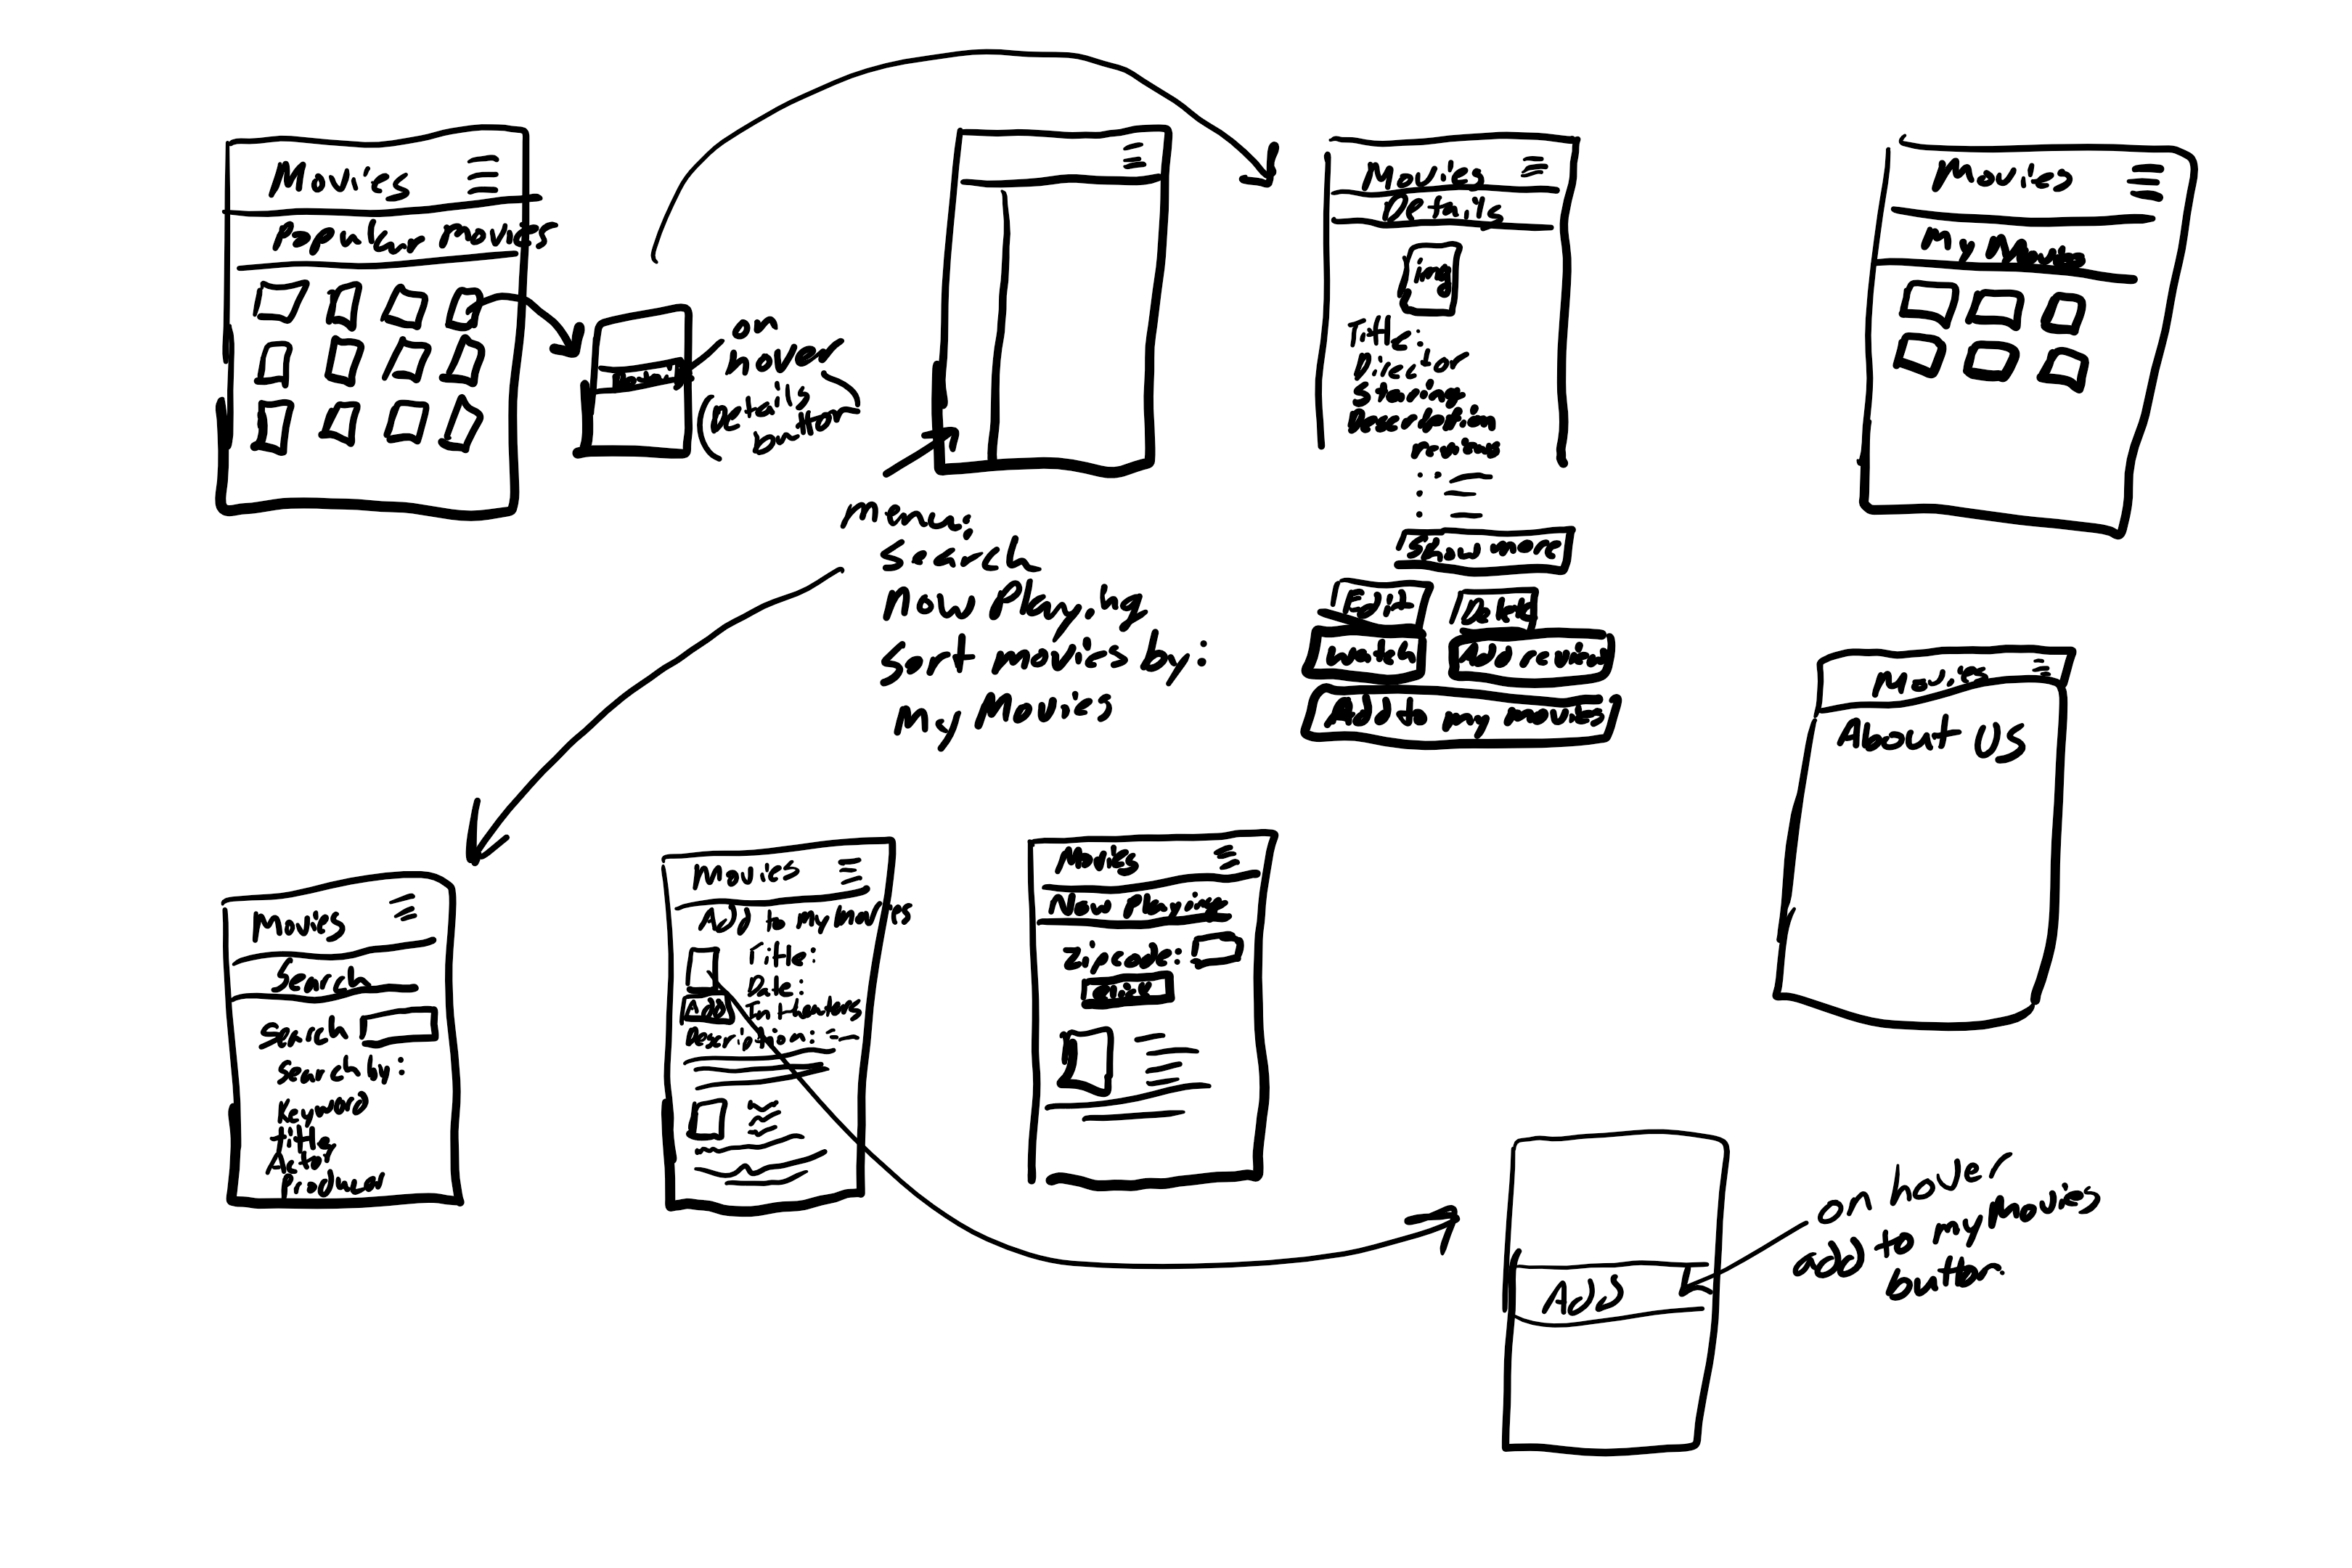 Movies
Popular movies
Details
on
hover
(Details
button)
menu:
Search
Now Playing
Sort movies by:
My Movies
Movies
Details
img
Title:
Director
Staring
Description
reviews
Show more
Edit
Delete
Watch
Add review
Add to my movies
Movies
My Movies
Movies
About US
Movies
Search
Search
Search by:
Keyword
Title
Actor
Producer
Movies
Add to my movies
Title:
Date:
Add
In theaters
Description:
Movies
Now Playing
Zipcode:
Add
on hover
add to my Movies
button